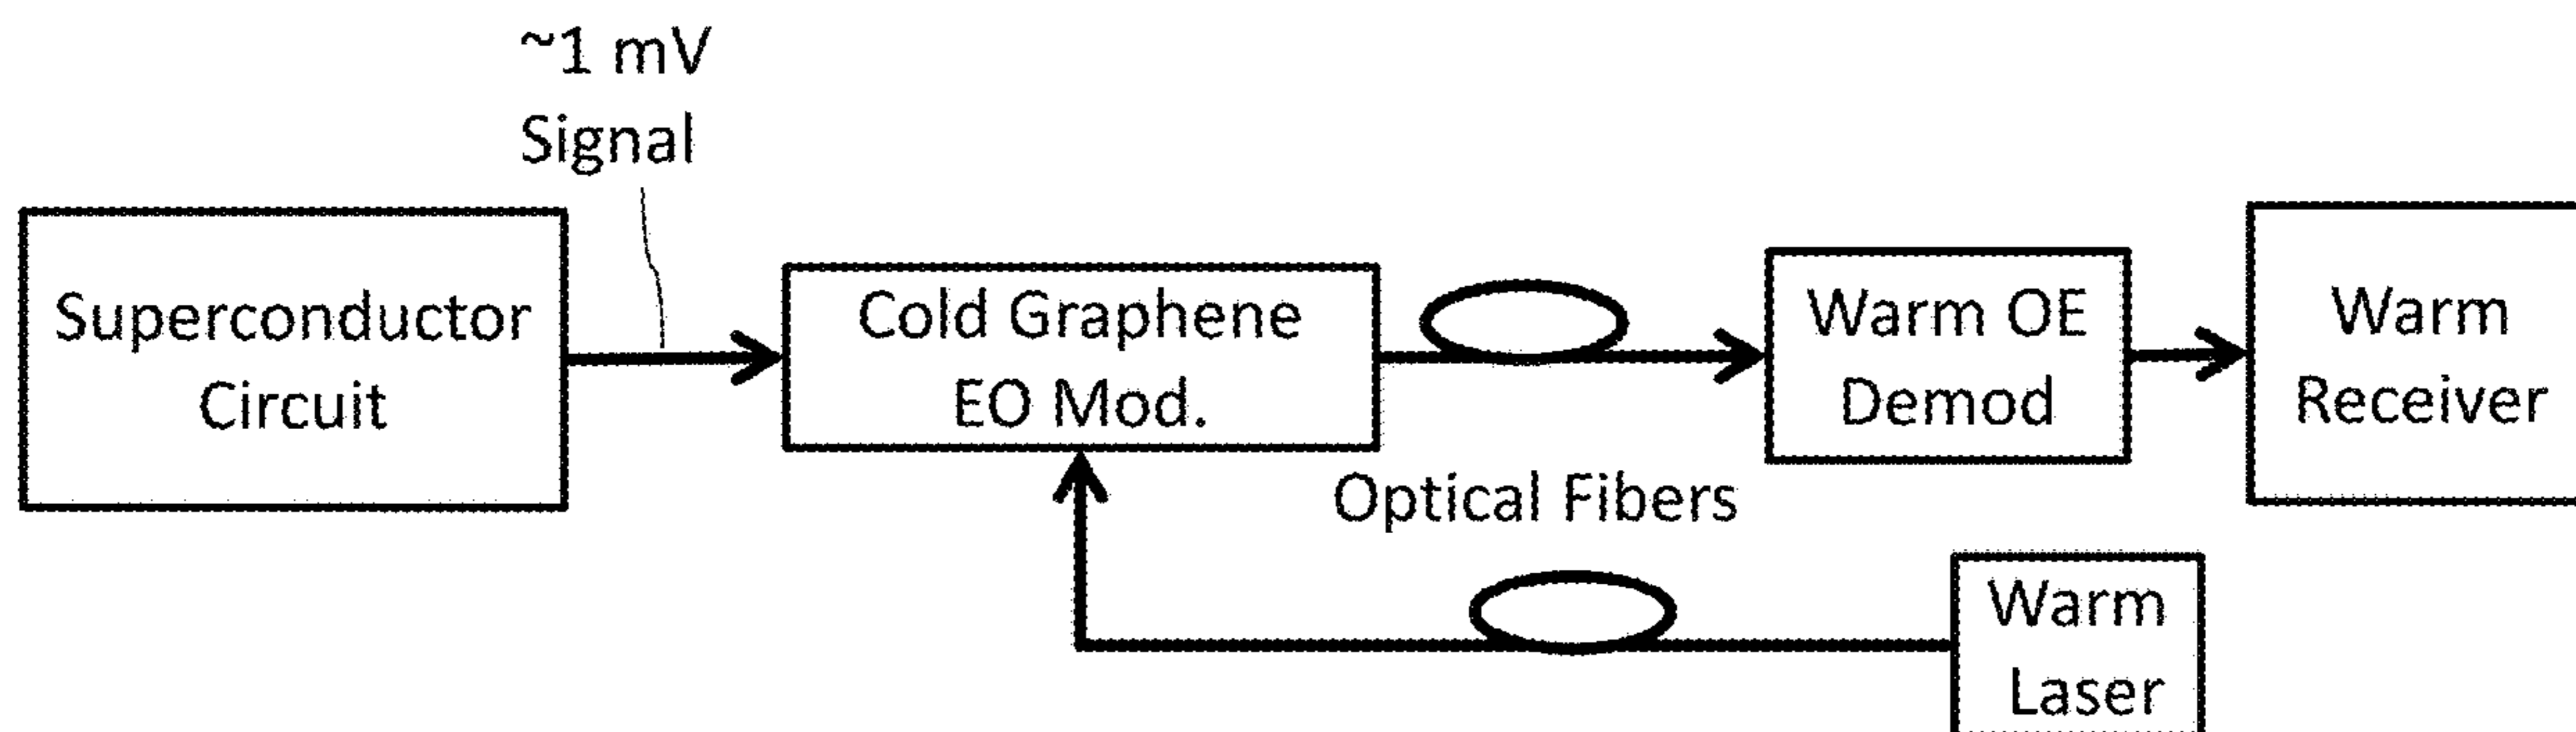 ~1 mV
Signal
Superconductor
Circuit
Cold Graphene
EO Mod.
Warm OE
Demod
Warm
Receiver
Optical Fibers
Warm
Laser